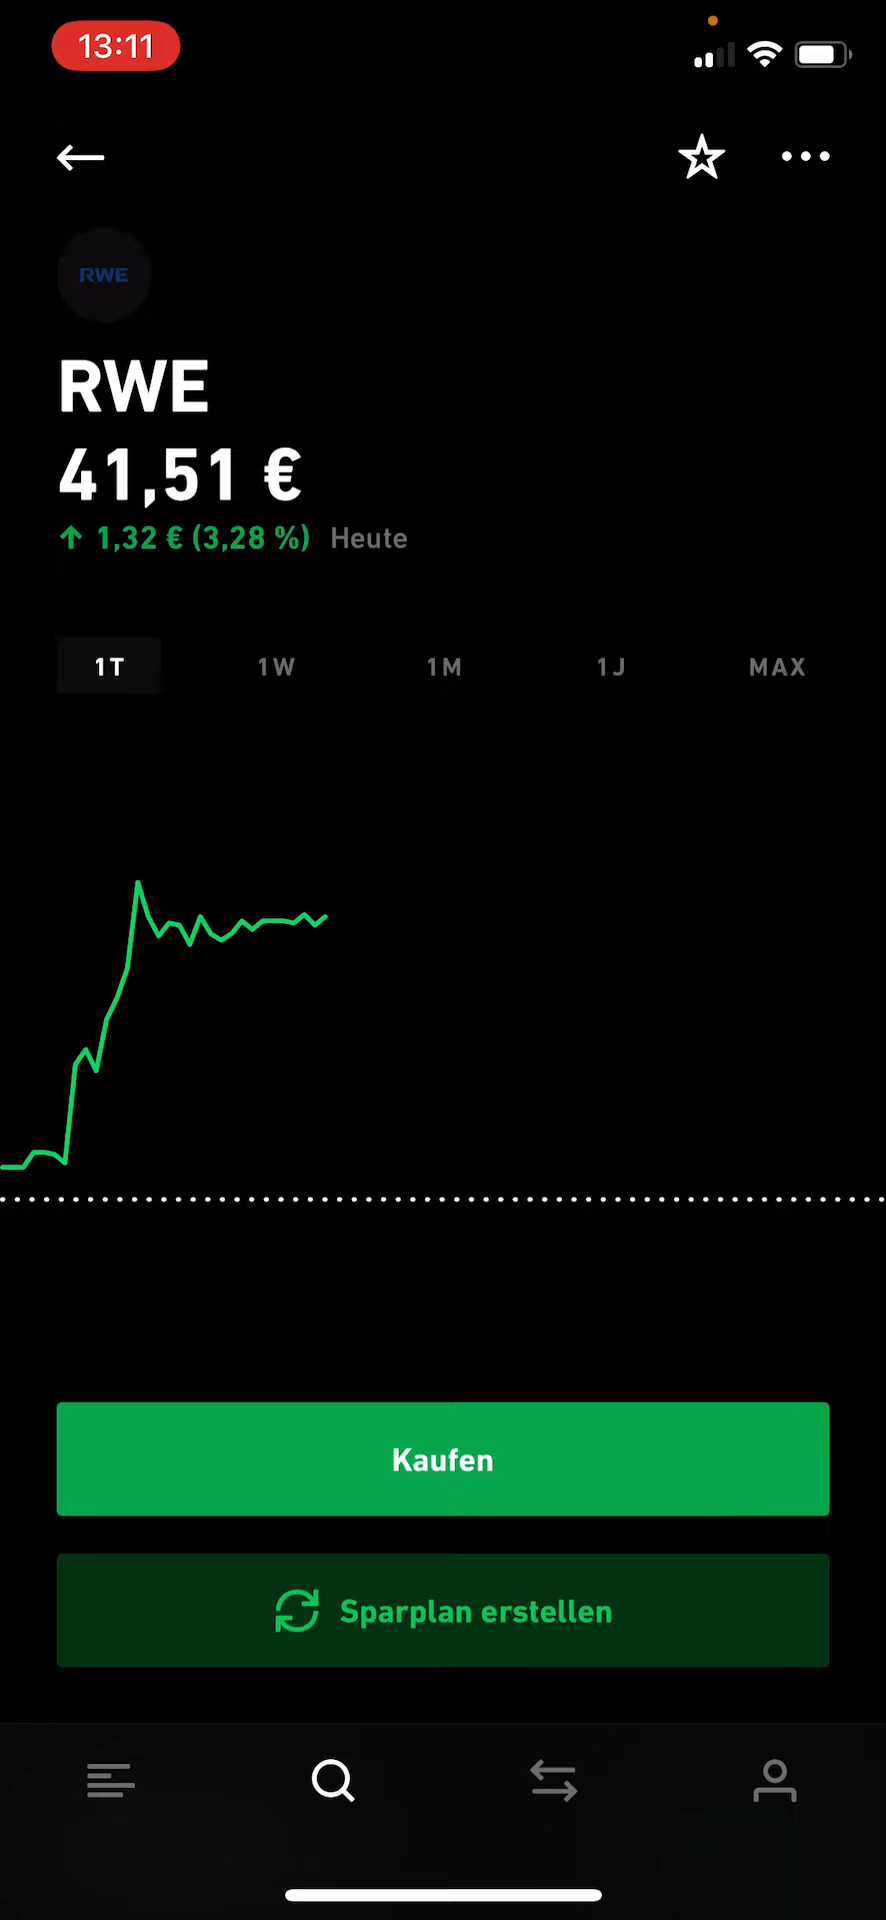 13:11
RWE
RWE
41,51 €
1,32 € (3,28 %) Heute
1T 1W 1M 1J MAX
Kaufen
Sparplan erstellen